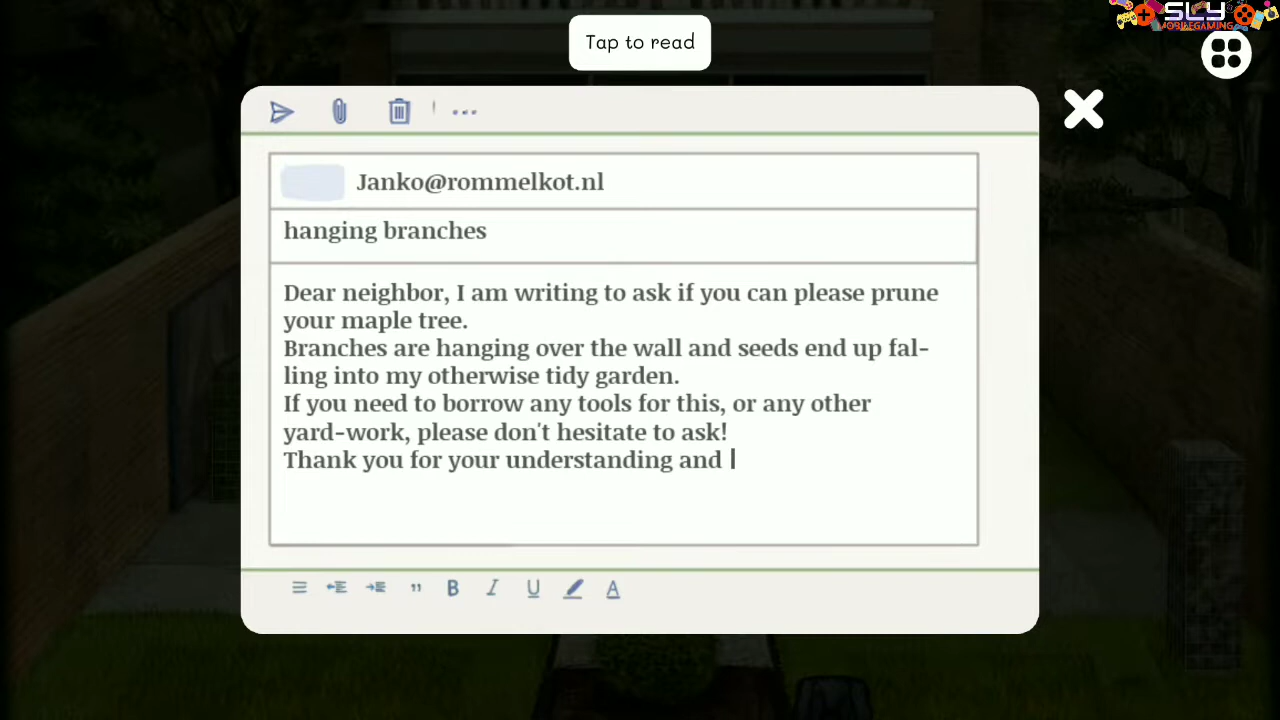 Tap to read
SLY
MOBILEGAMING
Janko@rommelkot.nl
hanging branches
Dear neighbor, I am writing to ask if you can please prune
your maple tree.
Branches are hanging over the wall and seeds end up fal-
ling into my otherwise tidy garden.
If you need to borrow any tools for this, or any other
yard-work, please don't hesitate to ask!
Thank you for your understanding and
B I U A